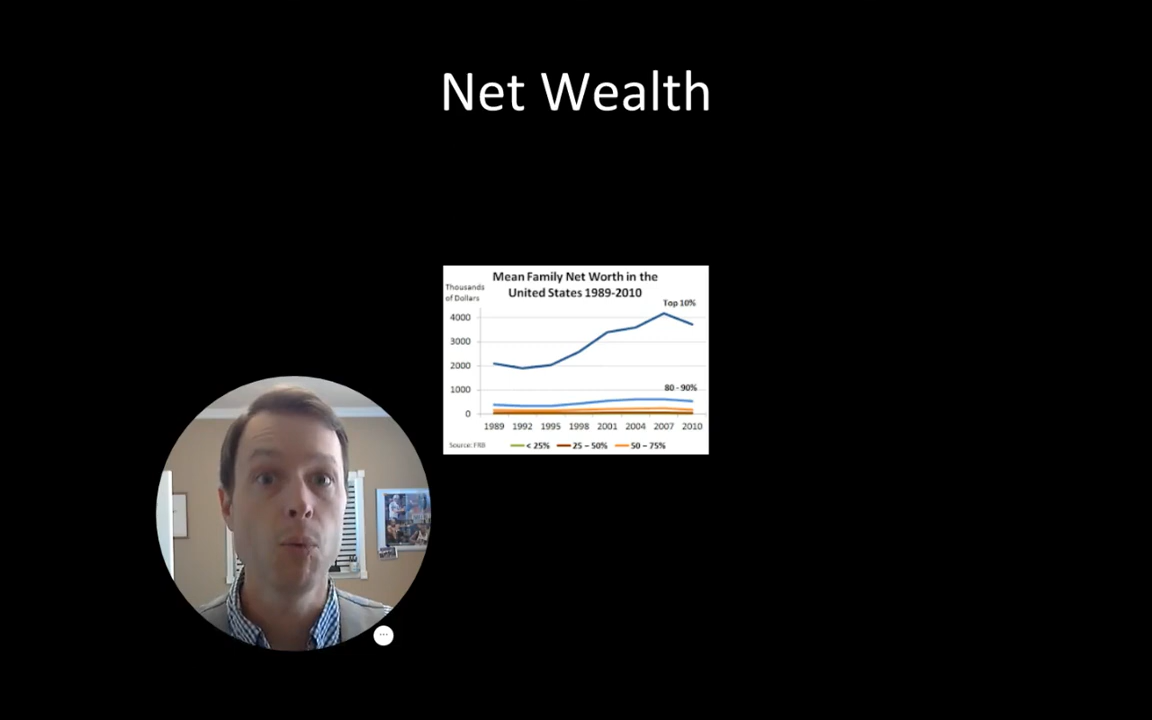 Net Wealth
Mean Family Net Worth in the
United States 1989-2010
Thousands
of Dollars
Top 10%
4000
3000
2000
1000
80 - 90%
0
1989 1992 1995 1998 2001 2004 2007 2010
Source: FRB
< 25% 25 – 50% 50 – 75%